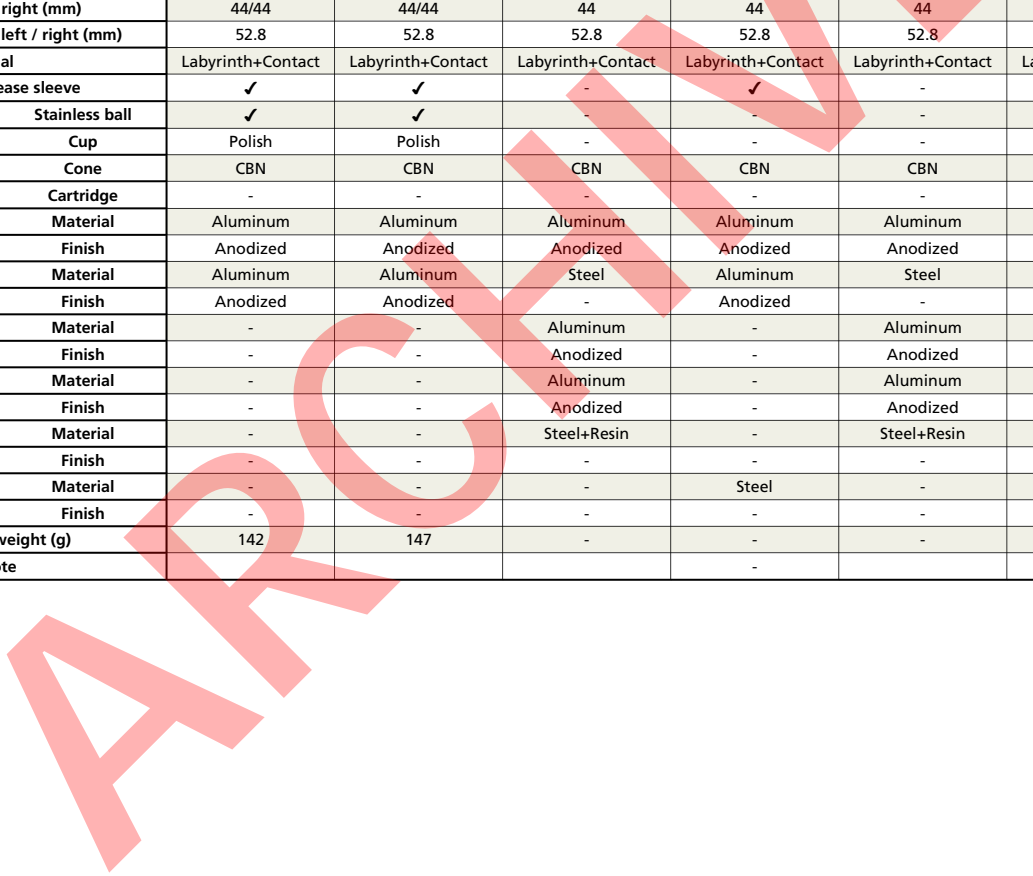 right (mm) 44/44 44/44 44 44 44
left / right (mm) 52.8 52.8 52.8 52.8 52.8
al Labyrinth+Contact Labyrinth+Contact Labyrinth+Contact Labyrinth+Contact Labyrinth+Contact La
ease sleeve ✔ ✔ - ✔ -
Stainless ball ✔ ✔ - - -
Cup Polish Polish - - -
Cone CBN CBN CBN CBN CBN
Cartridge - - - - -
Material Aluminum Aluminum Aluminum Aluminum Aluminum
Finish Anodized Anodized Anodized Anodized Anodized
Material Aluminum Aluminum Steel Aluminum Steel
Finish Anodized Anodized - Anodized -
Material - - Aluminum - Aluminum
Finish - - Anodized - Anodized
Material - - Aluminum - Aluminum
Finish - - Anodized - Anodized
Material - - Steel+Resin - Steel+Resin
Finish - - - - -
Material - - - Steel -
Finish - - - - -
weight (g) 142 147 - - -
ote -
ARCHIV